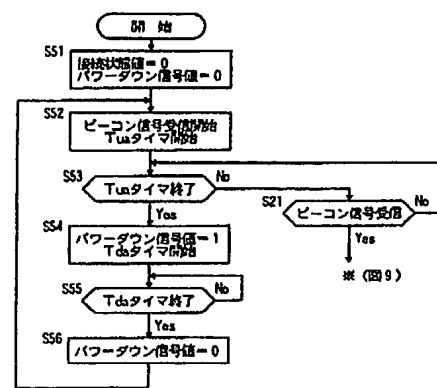 開 始
S51
接続状態値=0
パワーダウン信号値=0
S52
ビーコン信号受信開始
Tuaタイマ開始
S53
Tuaタイマ終了
No
Yes
S21
ビーコン信号受信
No
Yes
※(図9)
S54
パワーダウン信号値=1
Tdaタイマ開始
S55
Tdaタイマ終了
No
Yes
S56
パワーダウン信号値=0